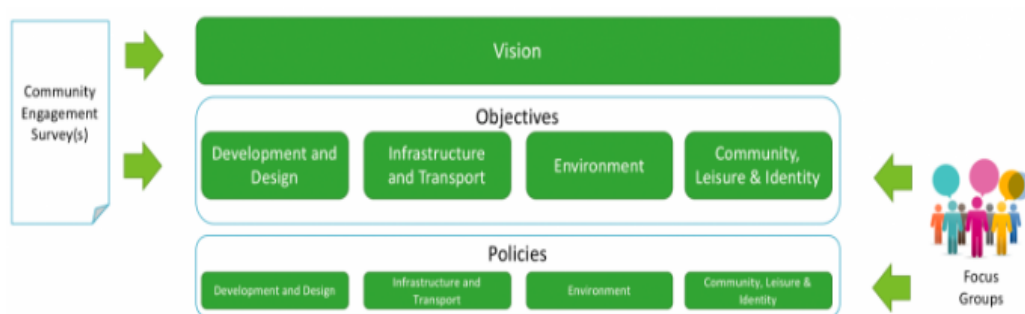 Community
Engagement
Survey(s)
Vision
Objectives
Development and
Design
Infrastructure
and Transport
Environment
Community,
Leisure & Identity
Policies
Development and Design
Infrastructure and
Transport
Environment
Community, Leisure &
Identity
Focus
Groups